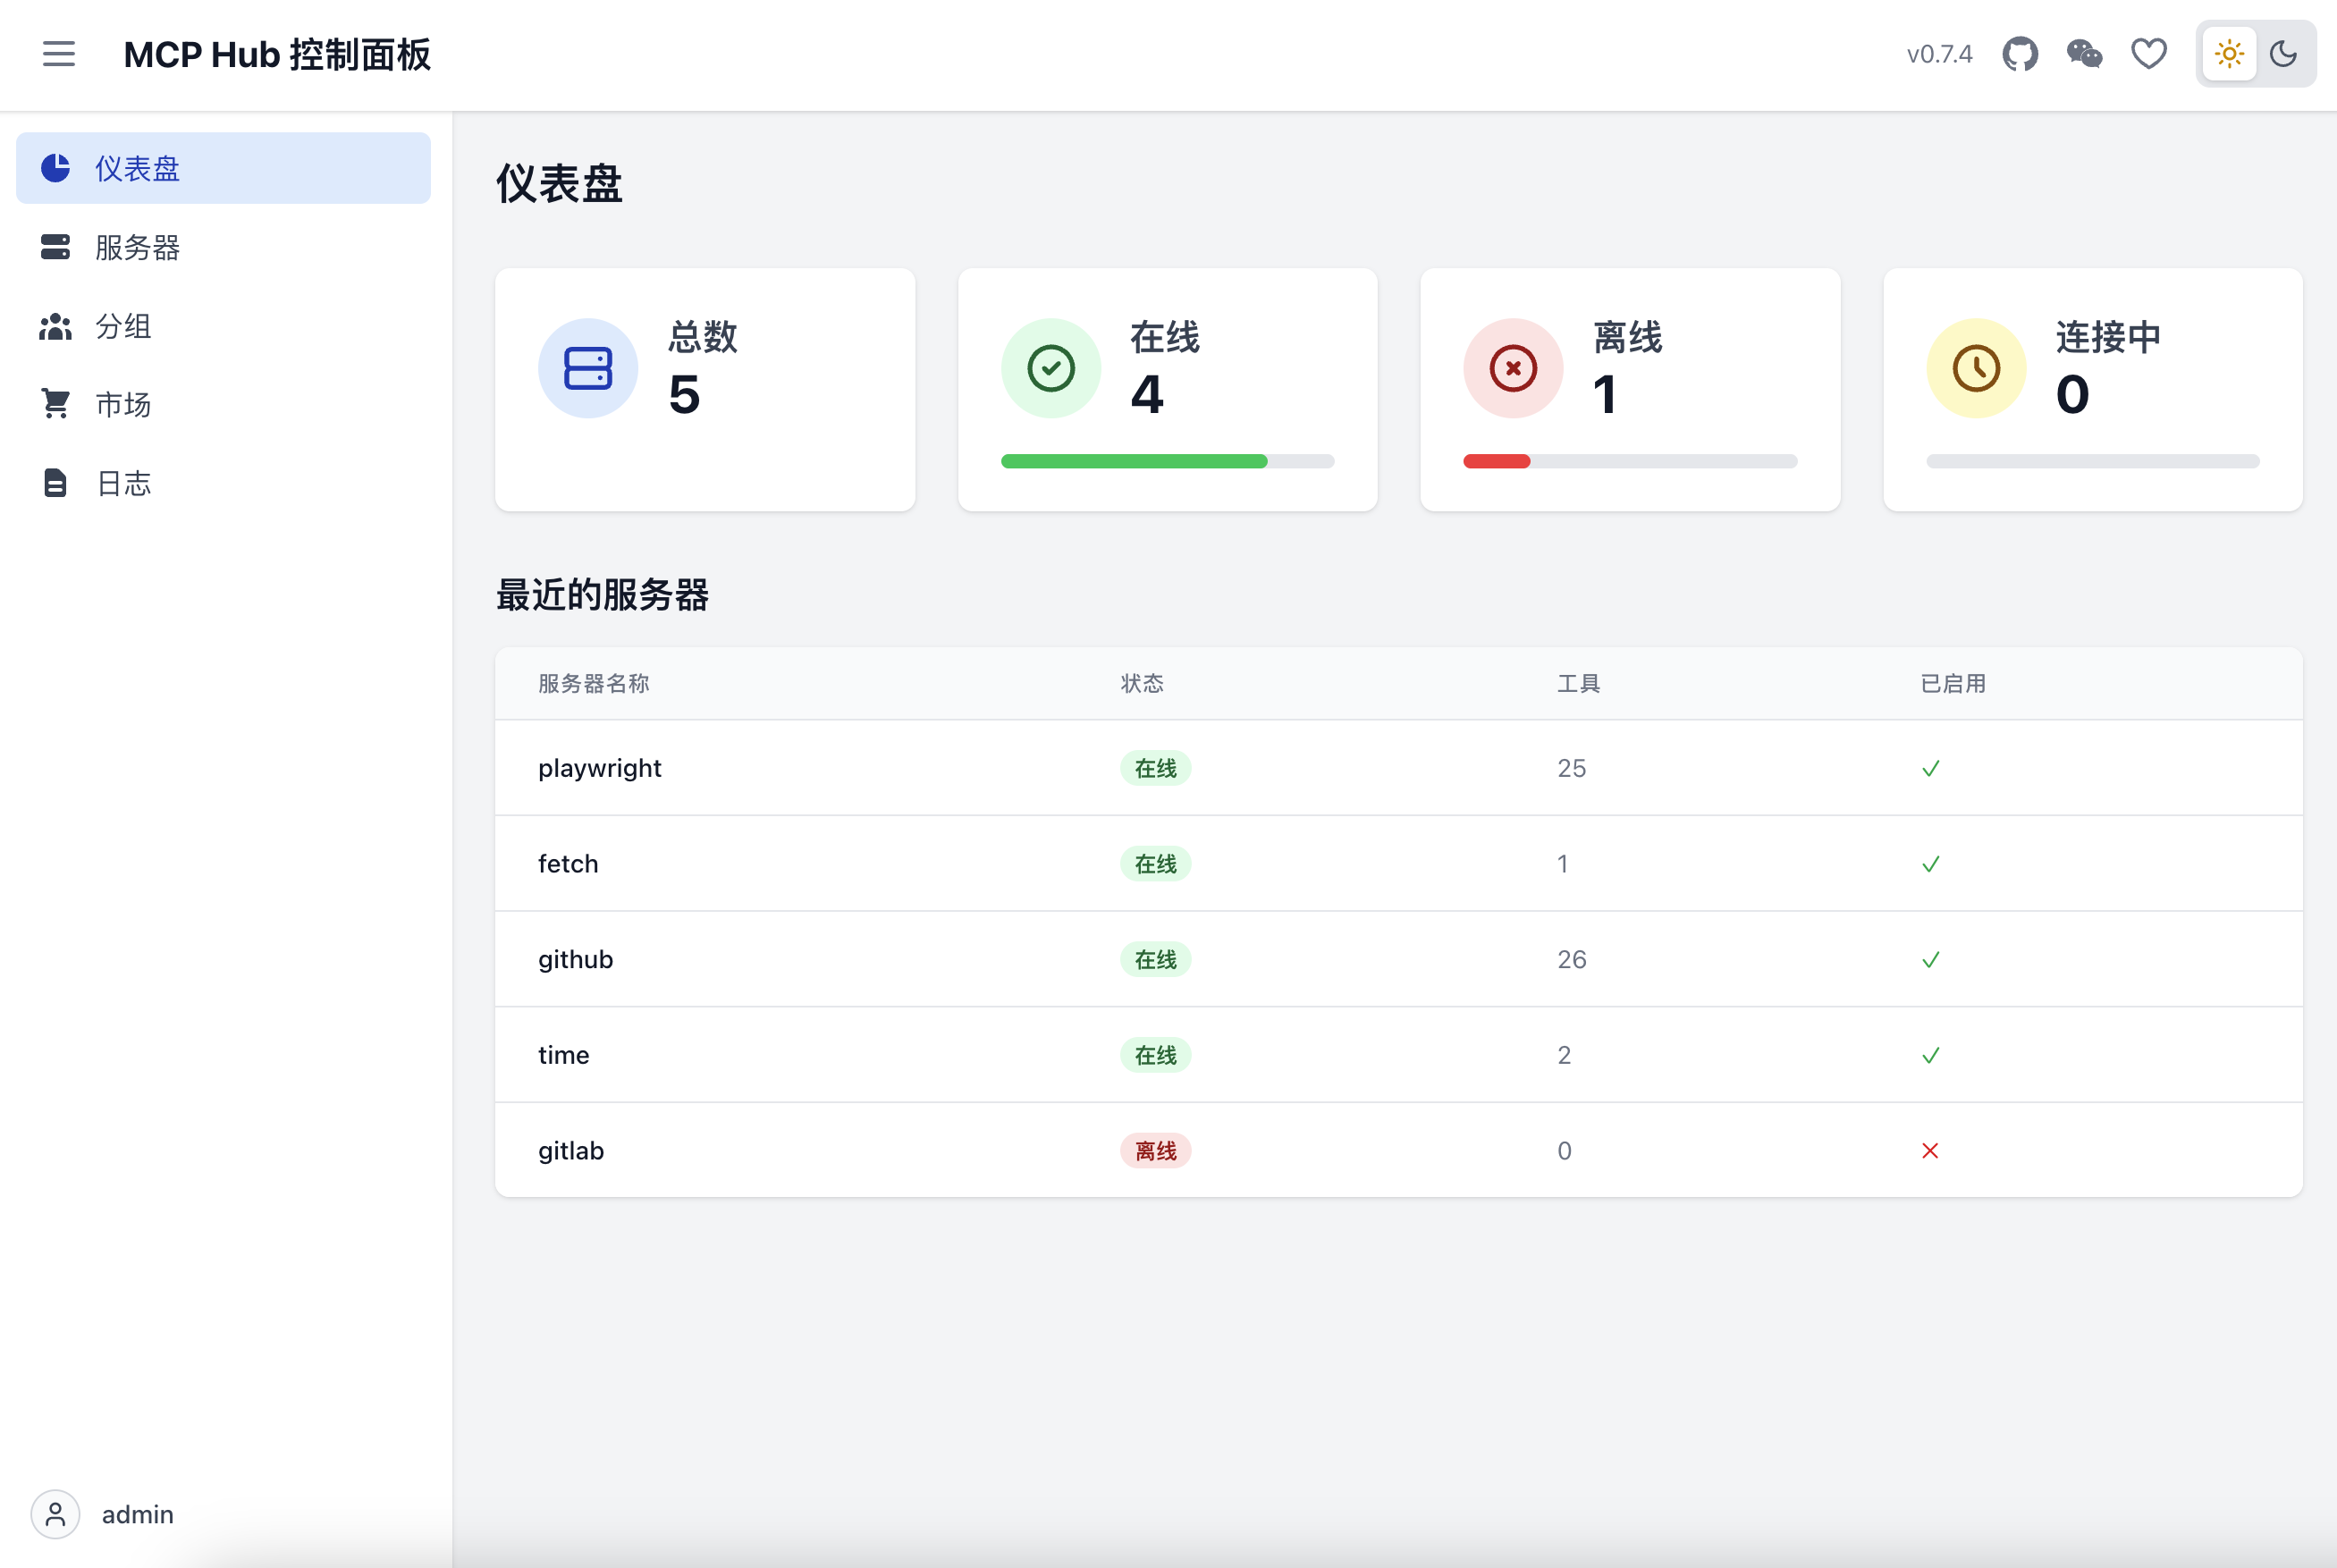 MCP Hub 控制面板
v0.7.4
仪表盘
服务器
分组
市场
日志
admin
仪表盘
总数
5
在线
4
离线
1
连接中
0
最近的服务器
服务器名称 状态 工具 已启用
playwright 在线 25
fetch 在线 1
github 在线 26
time 在线 2
gitlab 离线 0